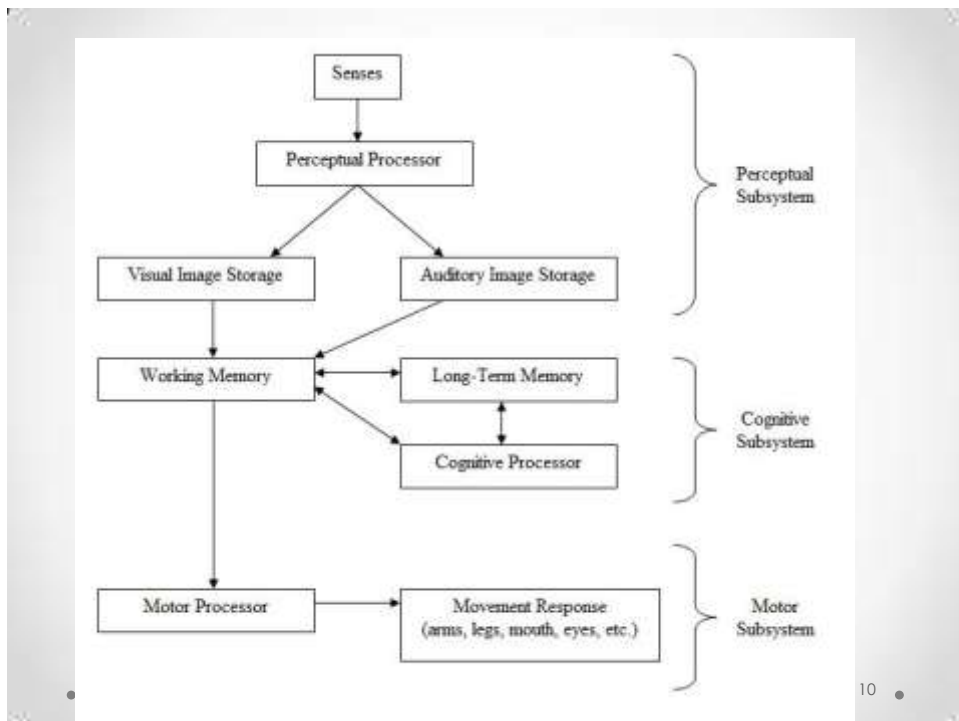 Senses
Perceptual Processor
Perceptual
Subsystem
Visual Image Storage
Auditory Image Storage
Working Memory
Long-Term Memory
Cognitive
Subsystem
Cognitive Processor
Motor Processor
Movement Response
(arms, legs, mouth, eyes, etc.)
Motor
Subsystem
10